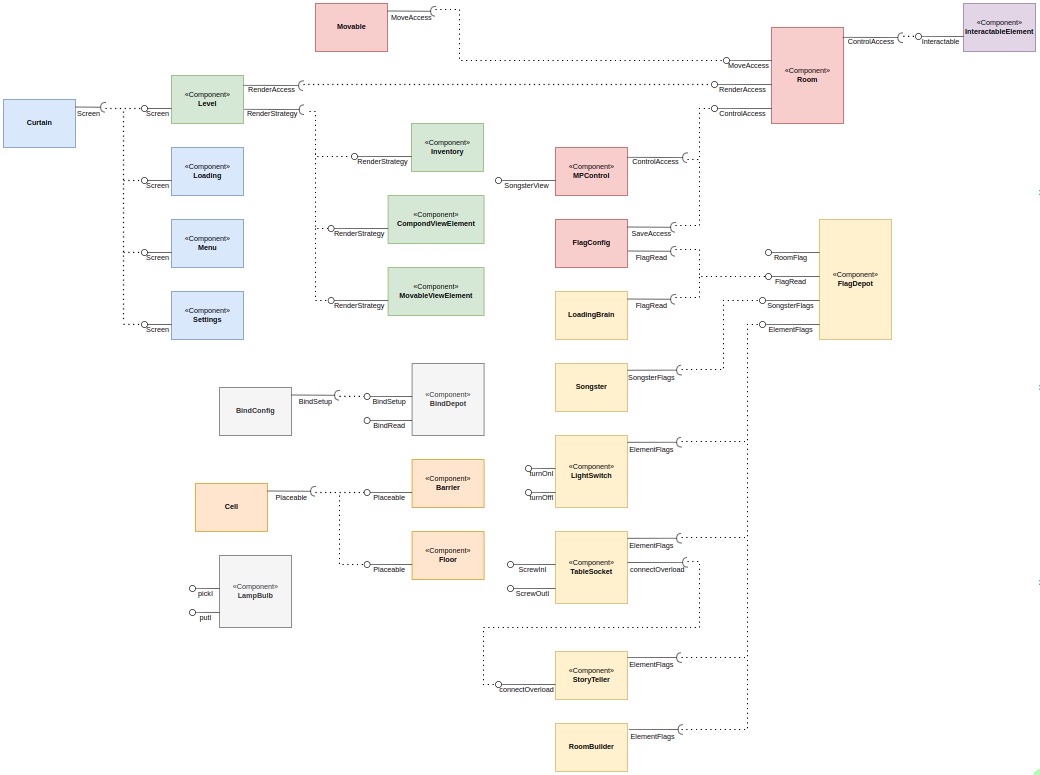 Movable
MoveAccess
«Component»
Room
MoveAccess
RenderAccess
ControlAccess
ControlAccess
Interactable
«Component»
InteractableElement
Curtain
Screen
Screen
«Component»
Level
RenderAccess
RenderStrategy
Screen
«Component»
Loading
Screen
«Component»
Menu
Screen
«Component»
Settings
RenderStrategy
«Component»
Inventory
RenderStrategy
«Component»
CompondViewElement
RenderStrategy
«Component»
MovableViewElement
SongsterView
«Component»
MPControl
ControlAccess
FlagConfig
SaveAccess
FlagRead
LoadingBrain
FlagRead
RoomFlag
FlagRead
SongsterFlags
ElementFlags
«Component»
FlagDepot
Songster
SongsterFlags
BindConfig
BindSetup
BindSetup
BindRead
«Component»
BindDepot
turnOnI
turnOffI
«Component»
LightSwitch
ElementFlags
Cell
Placeable
Placeable
«Component»
Barrier
Placeable
«Component»
Floor
ScrewInI
ScrewOutI
«Component»
TableSocket
ElementFlags
connectOverload
pickI
putI
«Component»
LampBulb
connectOverload
«Component»
StoryTeller
ElementFlags
RoomBuilder
ElementFlags